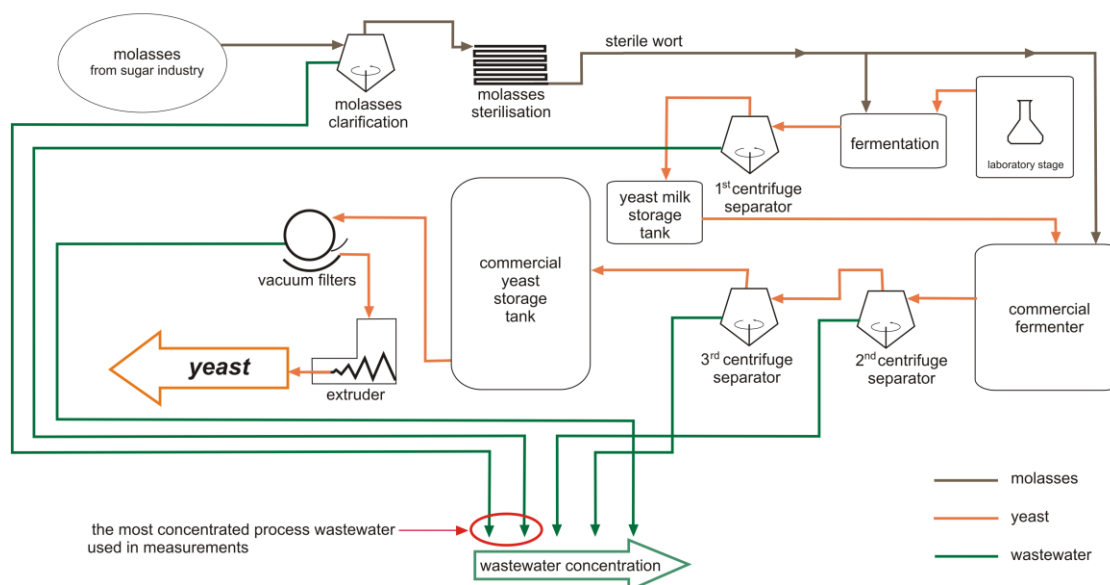 molasses
from sugar industry
molasses
clarification
molasses
sterilisation
sterile wort
fermentation
laboratory stage
1st centrifuge
separator
yeast milk
storage
tank
commercial
yeast
storage
tank
vacuum filters
commercial
fermenter
3rd centrifuge
separator
2nd centrifuge
separator
yeast
extruder
molasses
yeast
wastewater
the most concentrated process wastewater
used in measurements
wastewater concentration